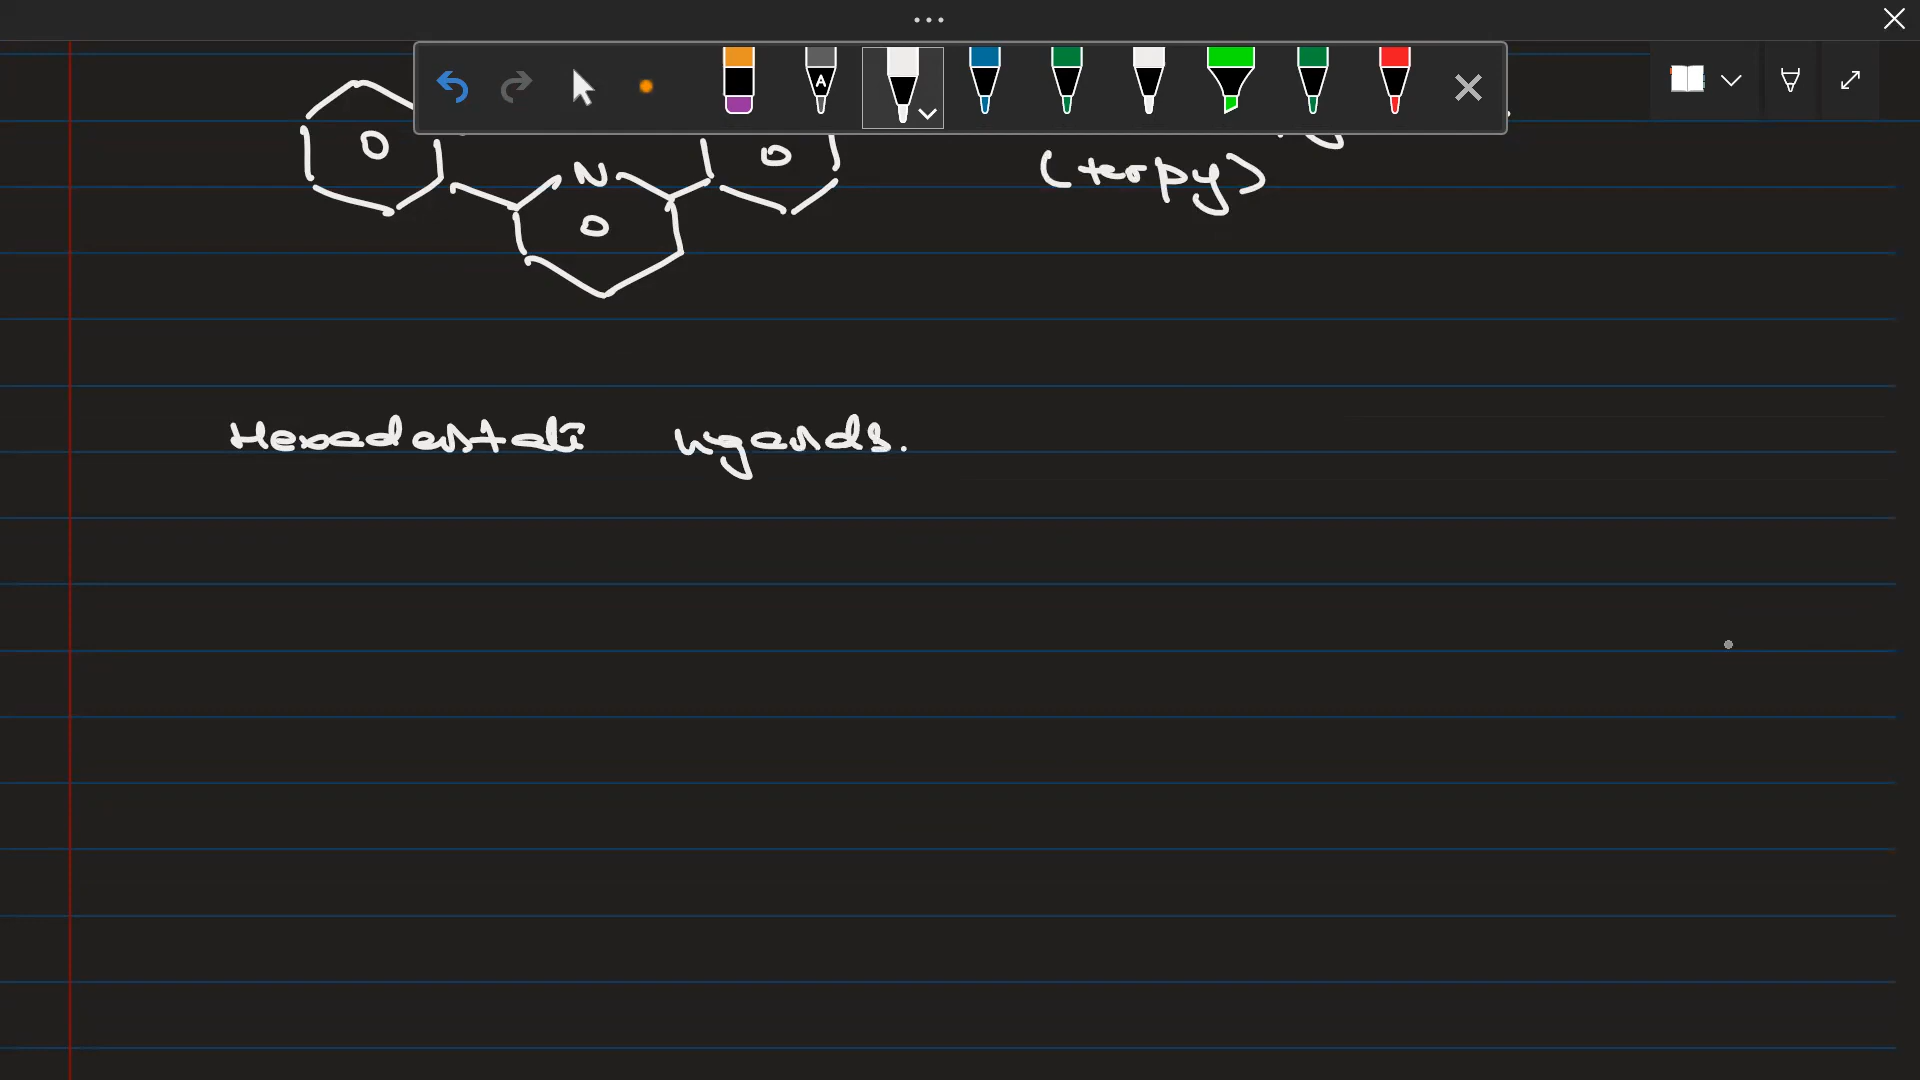 N
(terpy)
Hexadentate ligands.